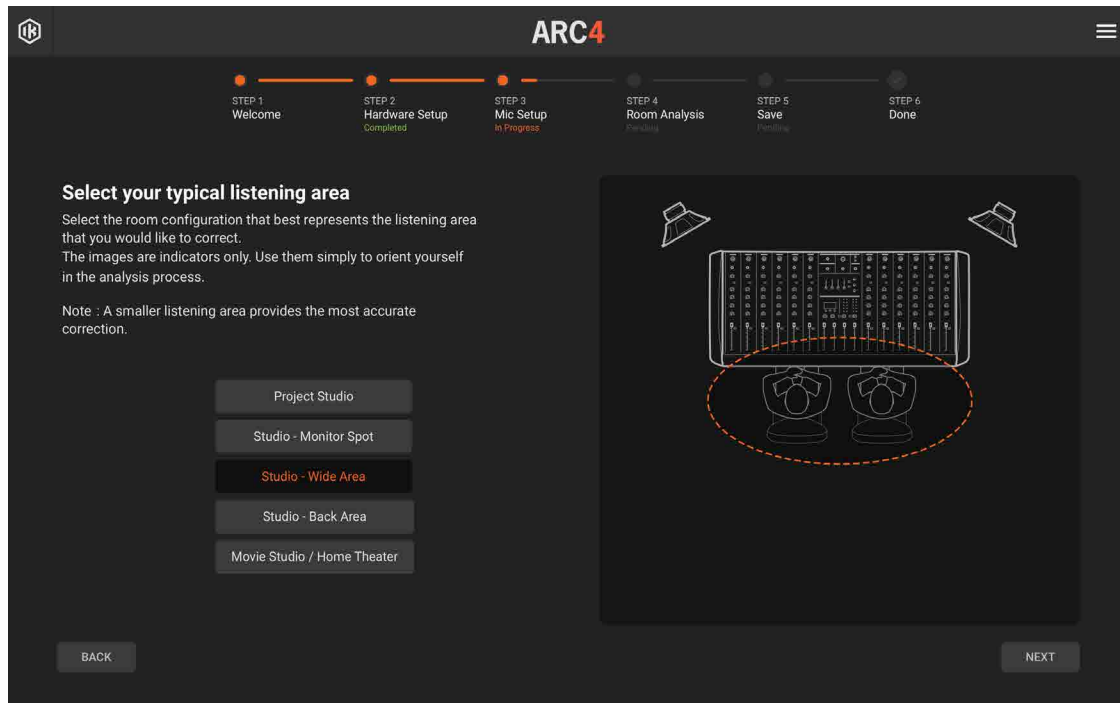 ARC4
STEP 1
Welcome
STEP 2
Hardware Setup
Completed
STEP 3
Mic Setup
In Progress
STEP 4
Room Analysis
Pending
STEP 5
Save
Pending
STEP 6
Done
Select your typical listening area
Select the room configuration that best represents the listening area
that you would like to correct.
The images are indicators only. Use them simply to orient yourself
in the analysis process.
Note : A smaller listening area provides the most accurate
correction.
Project Studio
Studio - Monitor Spot
Studio - Wide Area
Studio - Back Area
Movie Studio / Home Theater
BACK
NEXT